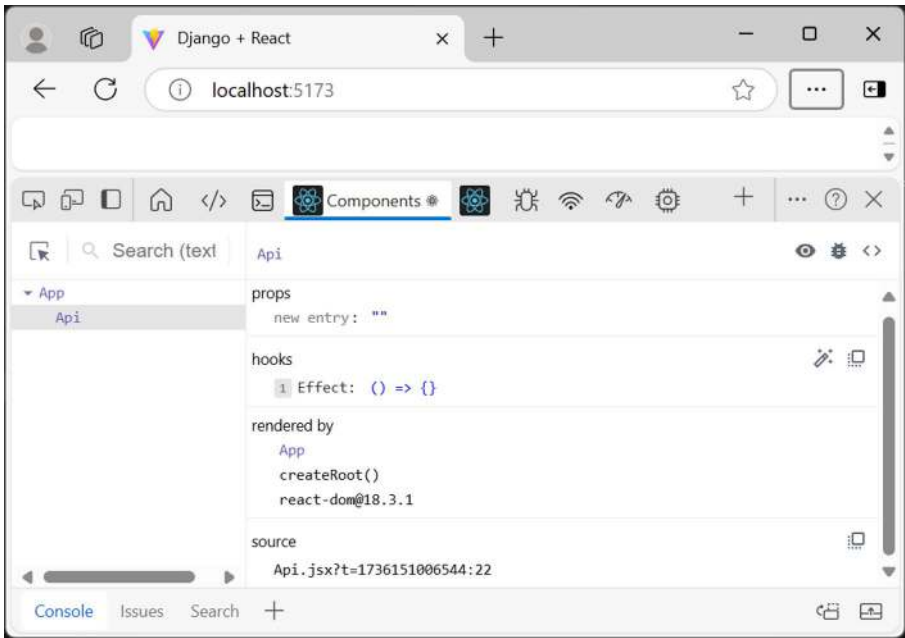 Django + React
localhost:5173
Components
Search (text
Api
App
Api
props
new entry: ""
hooks
1 Effect: () => {}
rendered by
App
createRoot()
react-dom@18.3.1
source
Api.jsx?t=1736151006544:22
Console Issues Search